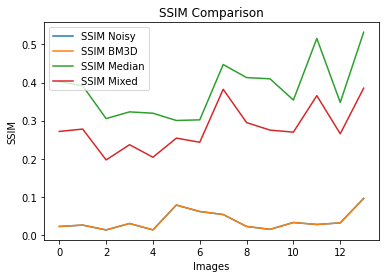 SSIM Comparison
SSIM Noisy
SSIM BM3D
SSIM Median
SSIM Mixed
SSIM
0.5
0.4
0.3
0.2
0.1
0.0
0 2 4 6 8 10 12
Images